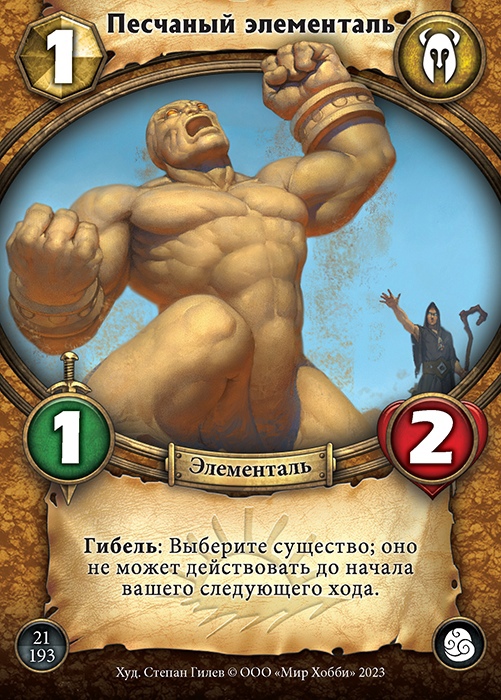 Песчаный элементаль
1
1
2
Элементаль
Гибель: Выберите существо; оно
не может действовать до начала
вашего следующего хода.
21
193
Худ. Степан Гилев © ООО «Мир Хобби» 2023